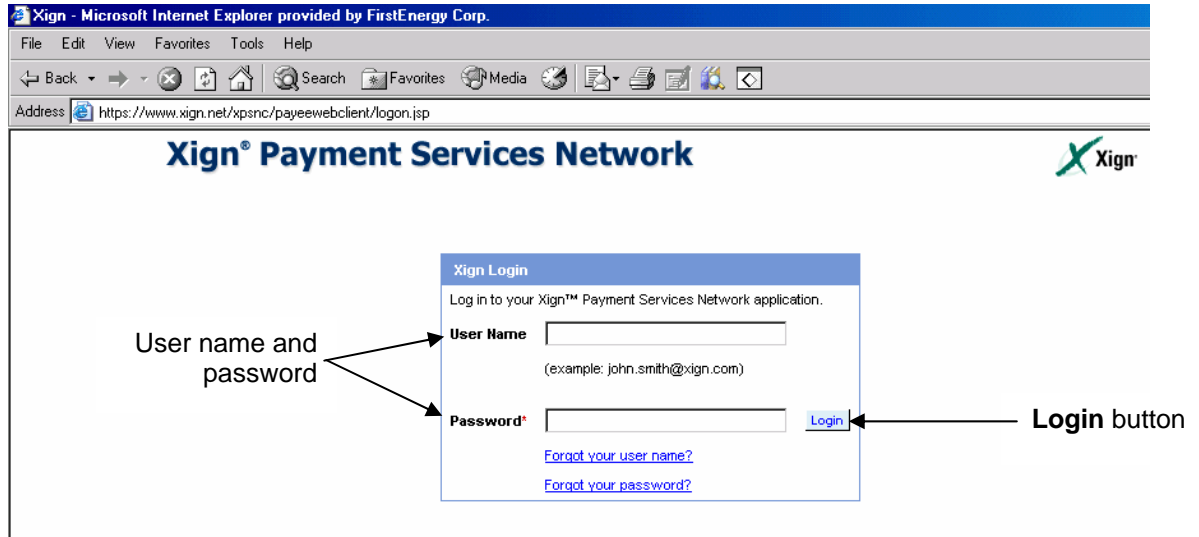 Xign - Microsoft Internet Explorer provided by FirstEnergy Corp.
File Edit View Favorites Tools Help
Back Search Favorites Media
Address https://www.xign.net/xpsnc/payeewebclient/logon.jsp
Xign® Payment Services Network
Xign
Xign Login
Log in to your Xign™ Payment Services Network application.
User Name
(example: john.smith@xign.com)
User name and
password
Password*
Login
Login button
Forgot your user name?
Forgot your password?